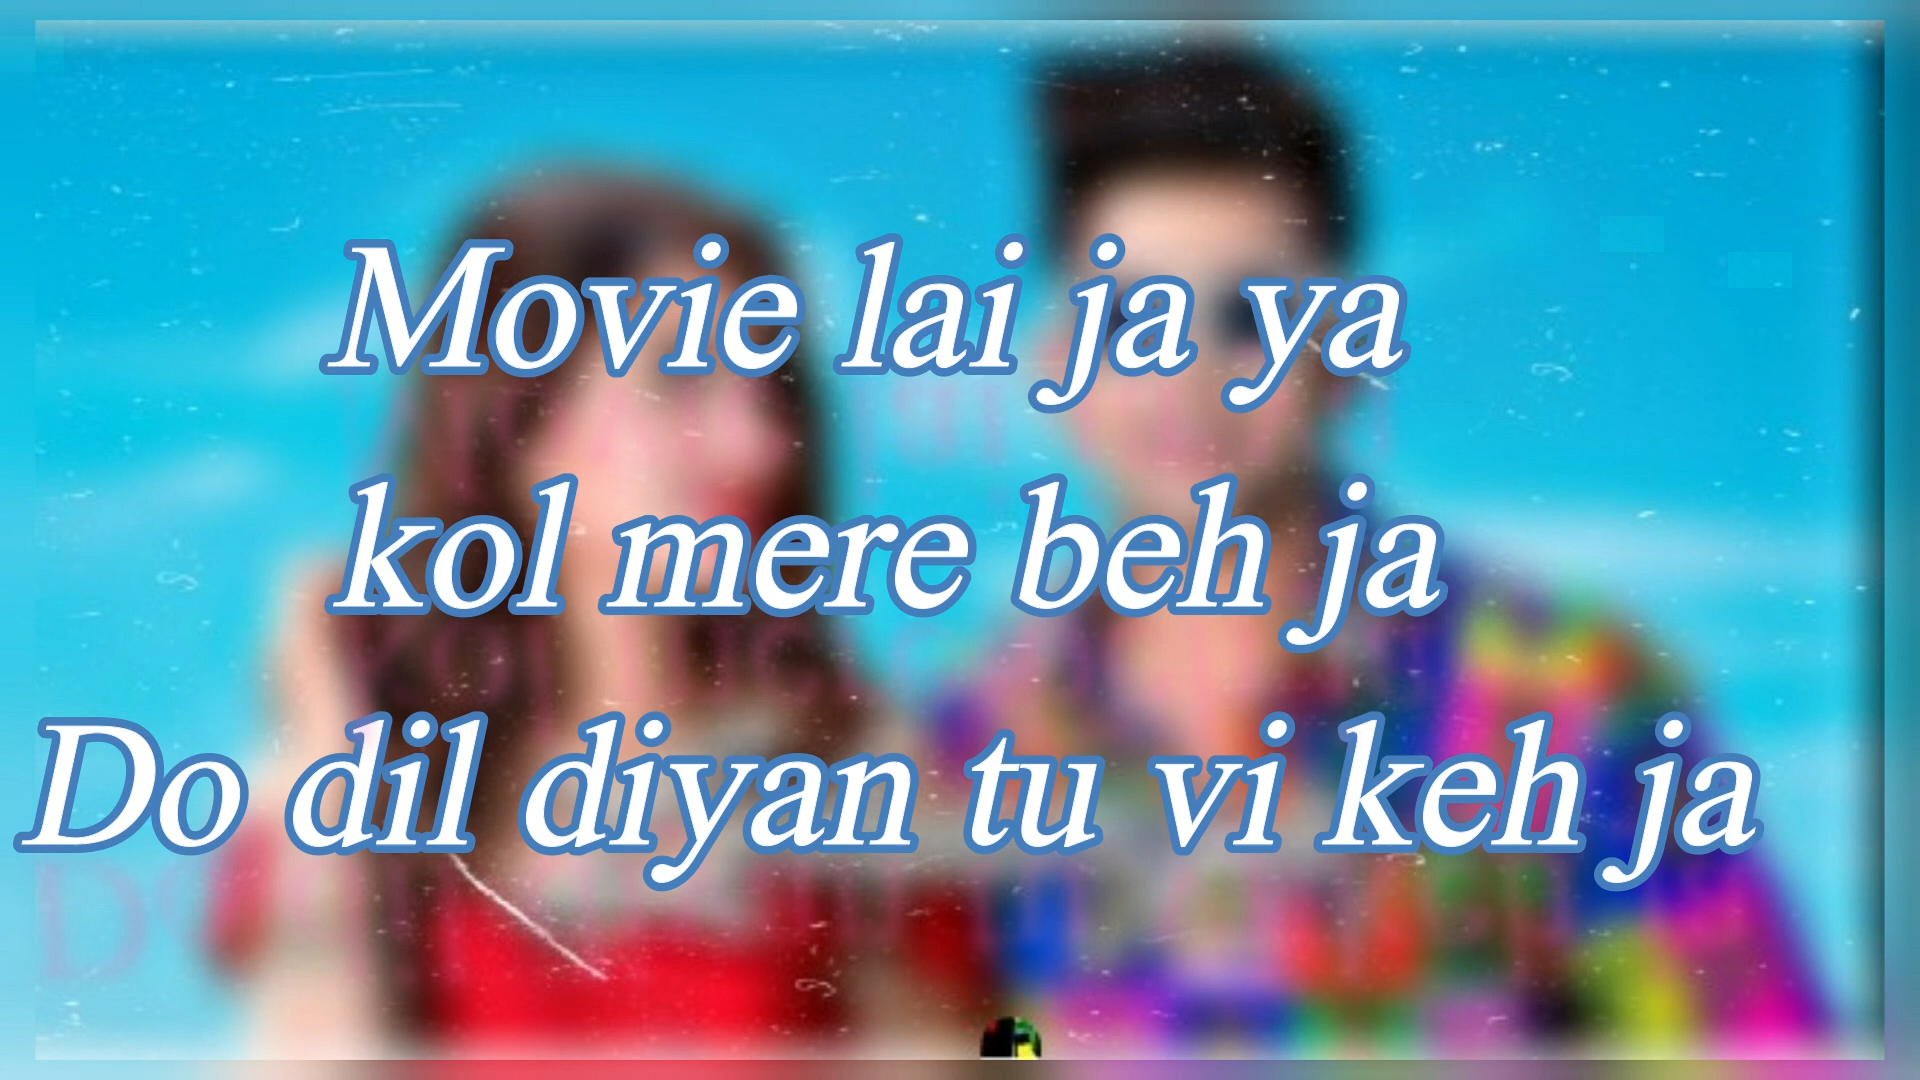 Movie lai ja ya
kol mere beh ja
Do dil diyan tu vi keh ja